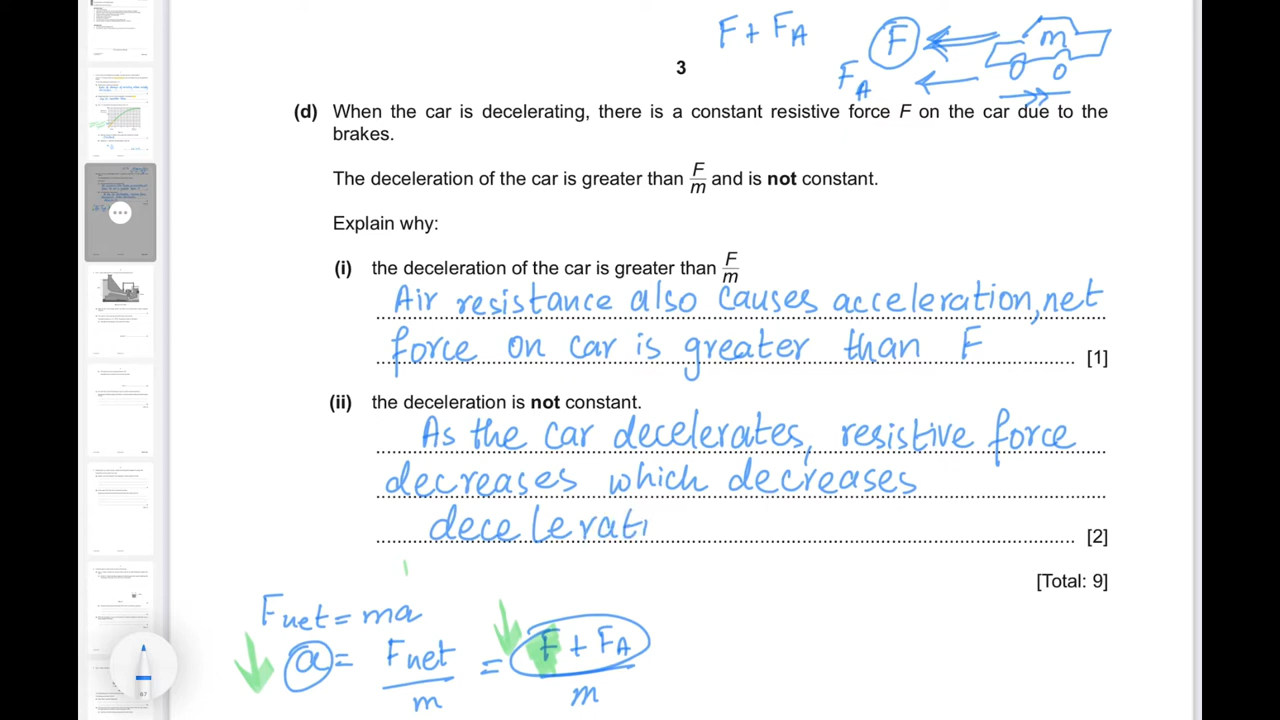 F + F_A
F
m
F_A
3
(d) When the car is decelerating, there is a constant resistive force F on the car due to the
brakes.
The deceleration of the car is greater than F/m and is not constant.
Explain why:
(i) the deceleration of the car is greater than F/m
Air resistance also causes acceleration, net
force on car is greater than F
[1]
(ii) the deceleration is not constant.
As the car decelerates, resistive force
decreases which decreases
decelerati
[2]
[Total: 9]
F_net = ma
a = F_net/m = F + F_A/m